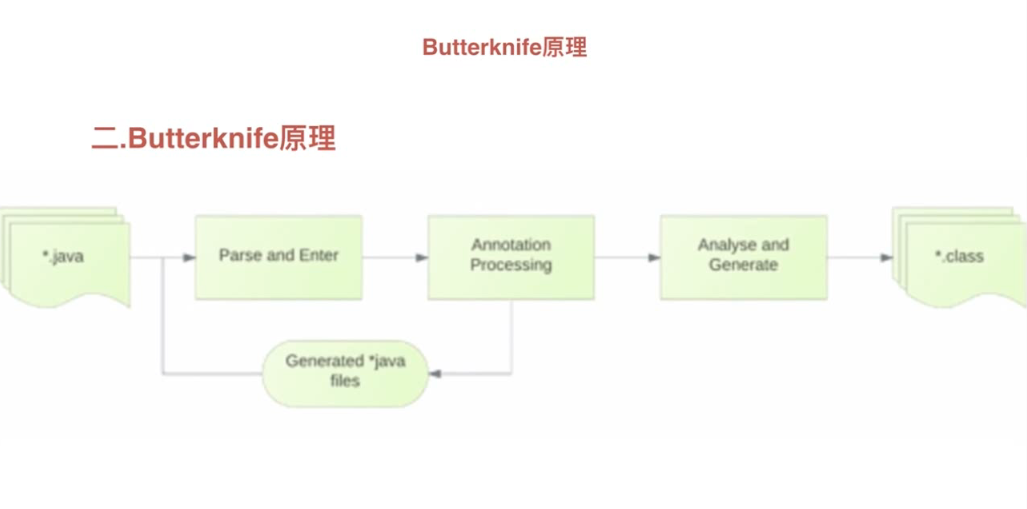 Butterknife原理
二.Butterknife原理
*.java
Parse and Enter
Annotation
Processing
Analyse and
Generate
*.class
Generated *java
files